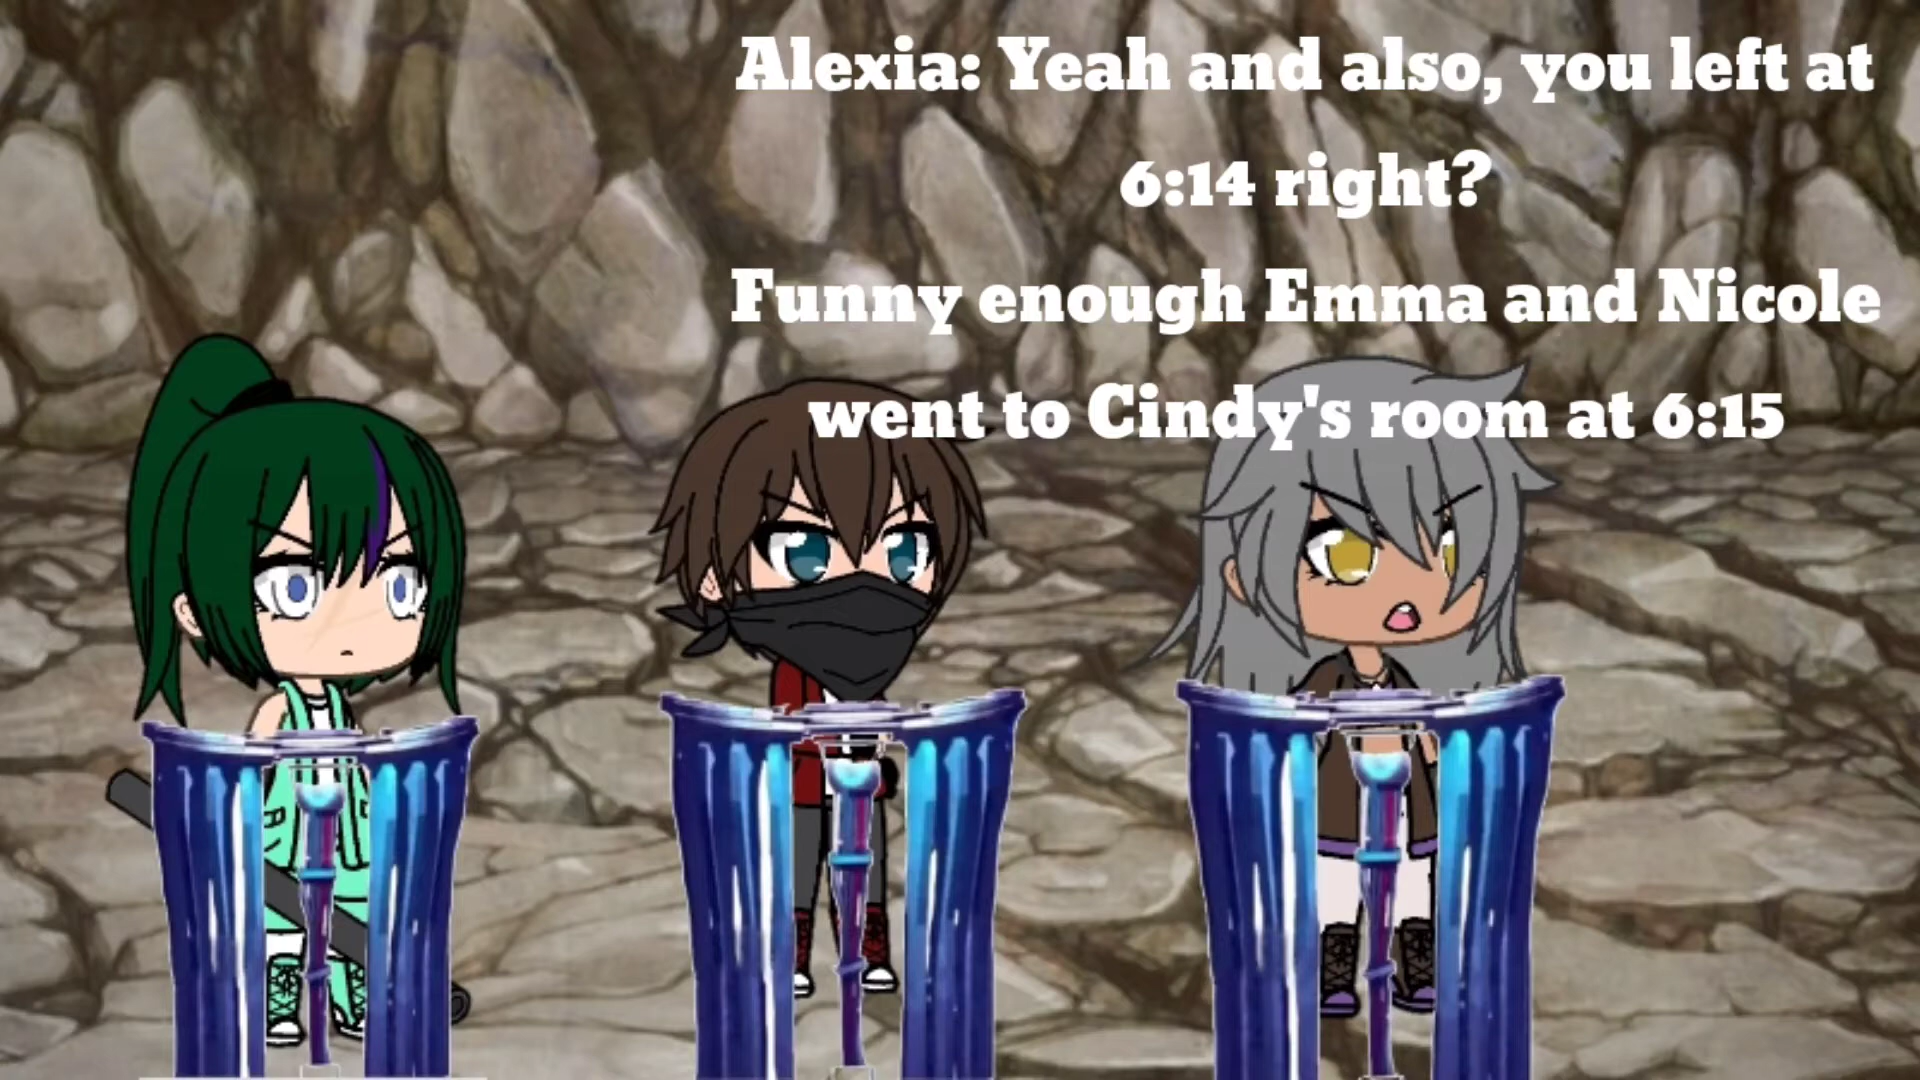 Alexia: Yeah and also, you left at
6:14 right?
Funny enough Emma and Nicole
went to Cindy's room at 6:15